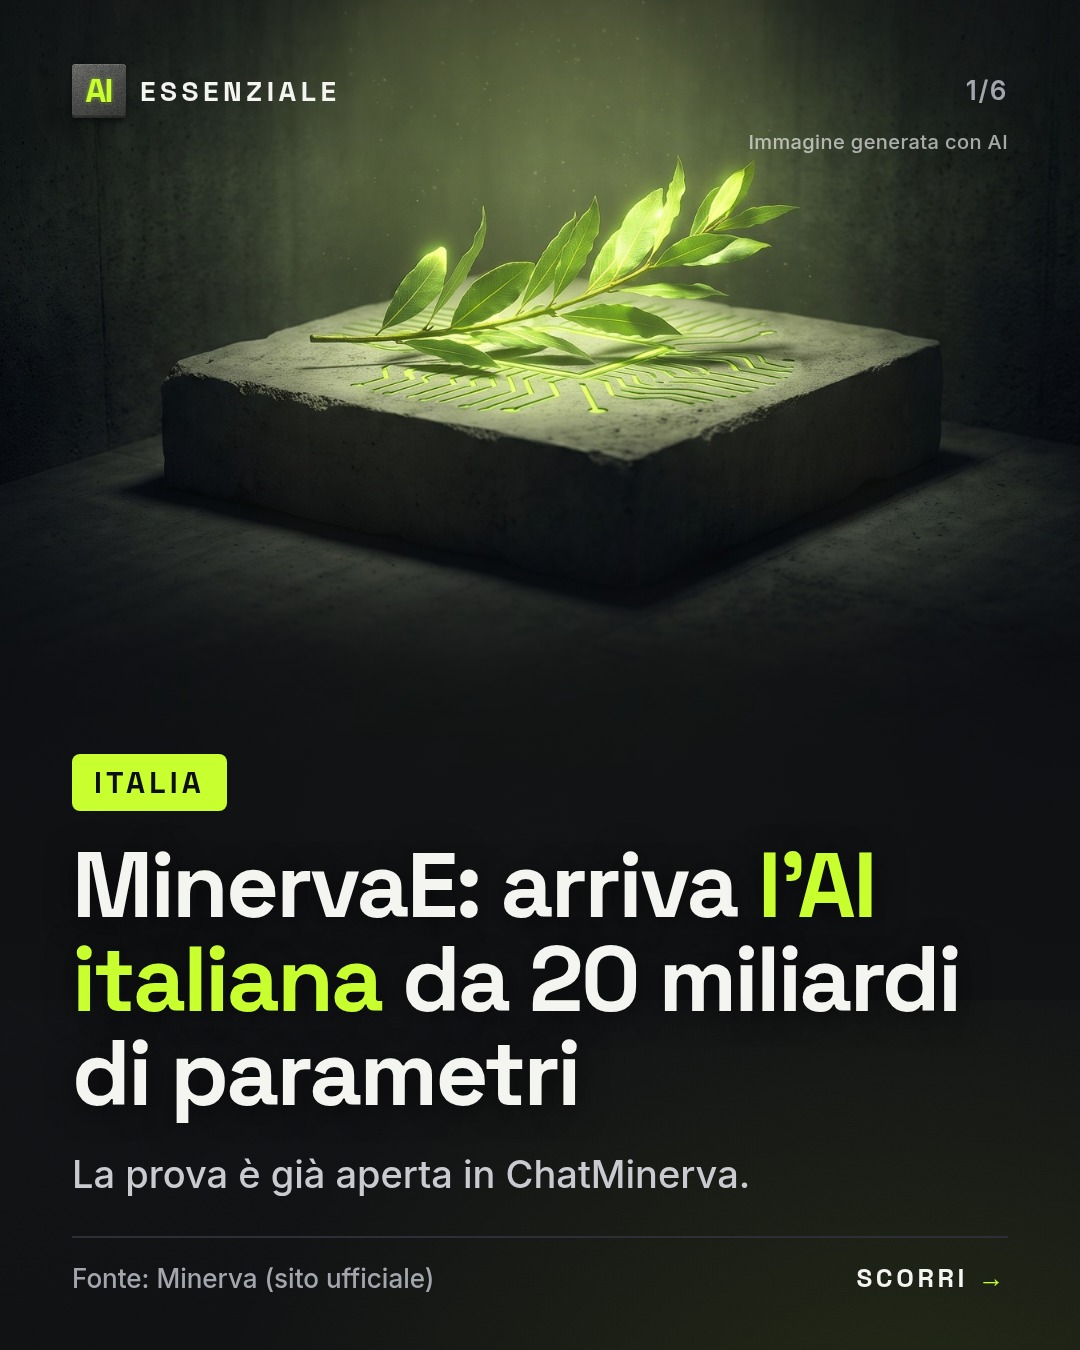 AI ESSENZIALE
1/6
Immagine generata con AI
ITALIA
MinervaE: arriva l’AI
italiana da 20 miliardi
di parametri
La prova è già aperta in ChatMinerva.
Fonte: Minerva (sito ufficiale)
SCORRI →